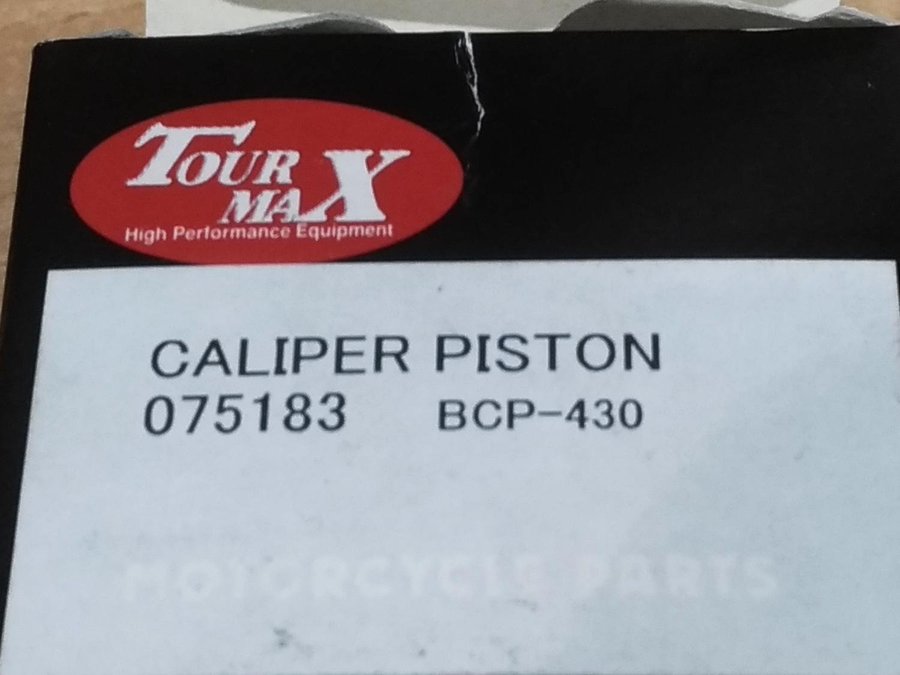 TOUR
MAX
High Performance Equipment
CALIPER PISTON
075183 BCP-430
MOTORCYCLE PARTS